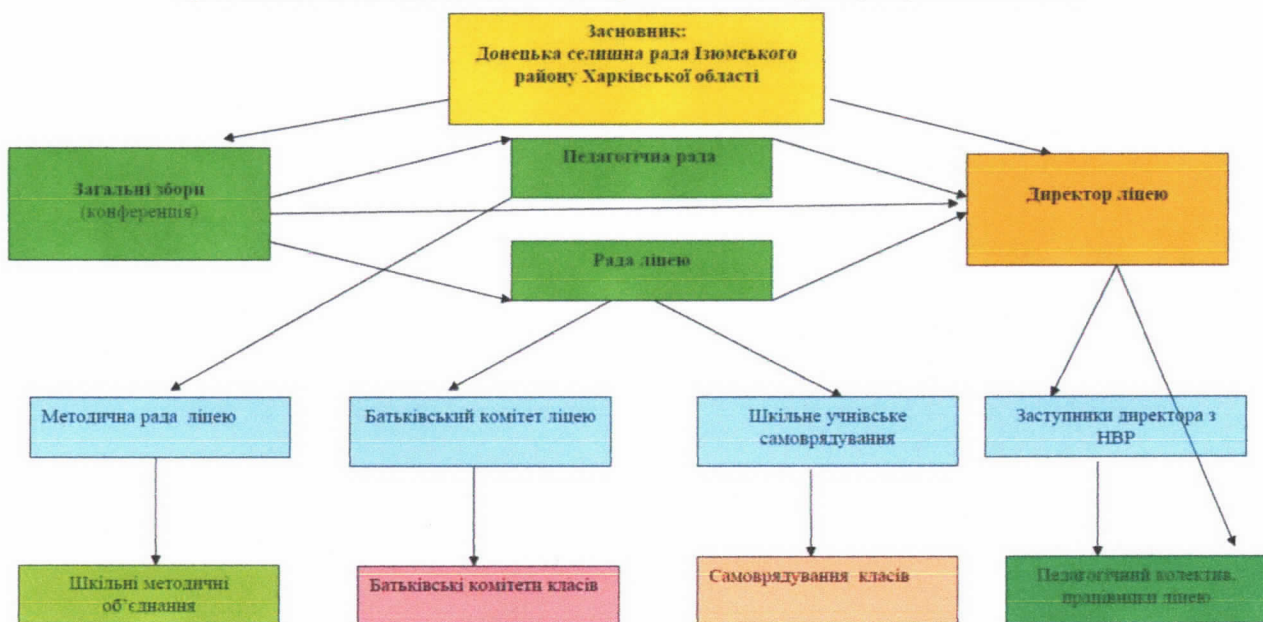 Засновник:
Донецька селищна рада Ізюмського
району Харківської області
Педагогічна рада
Загальні збори
(конференція)
Директор ліцею
Рада ліцею
Методична рада ліцею
Батьківський комітет ліцею
Шкільне учнівське
самоврядування
Заступники директора з
НВР
Шкільні методичні
об’єднання
Батьківські комітети класів
Самоврядування класів
Педагогічний колектив,
працівники ліцею